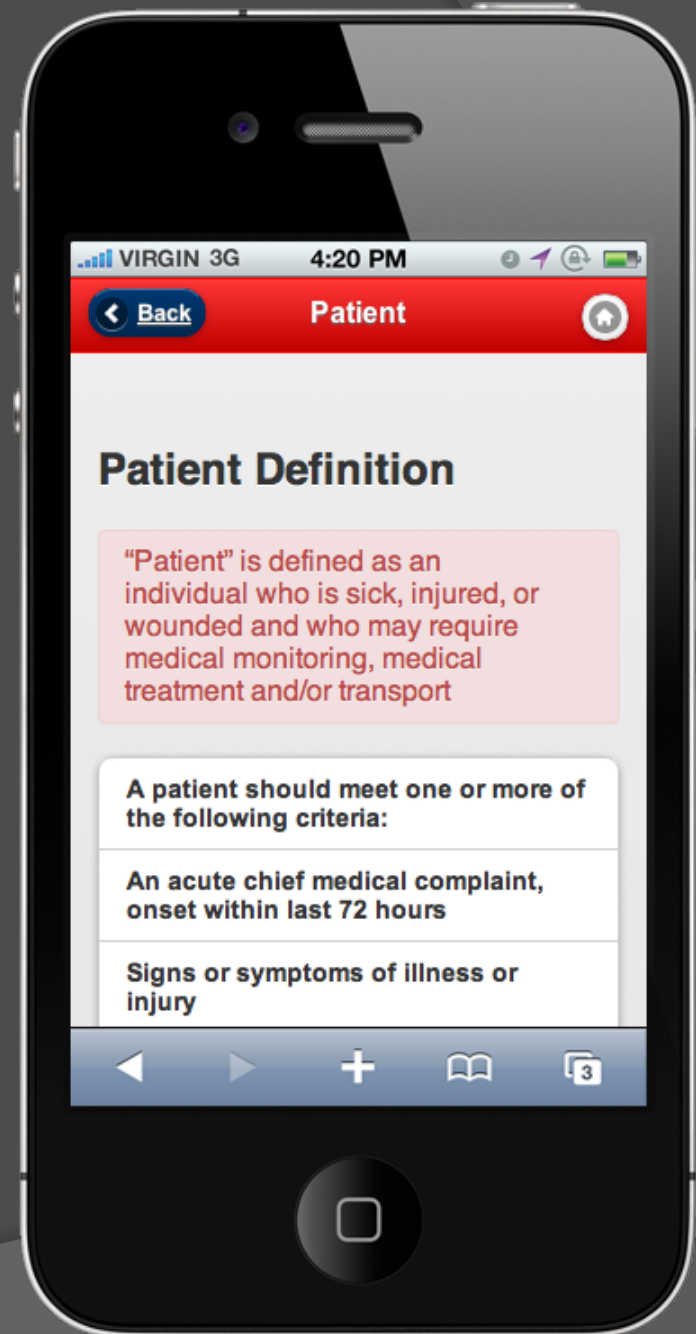 VIRGIN 3G 4:20 PM
Back Patient
Patient Definition
“Patient” is defined as an
individual who is sick, injured, or
wounded and who may require
medical monitoring, medical
treatment and/or transport
A patient should meet one or more of
the following criteria:
An acute chief medical complaint,
onset within last 72 hours
Signs or symptoms of illness or
injury
3